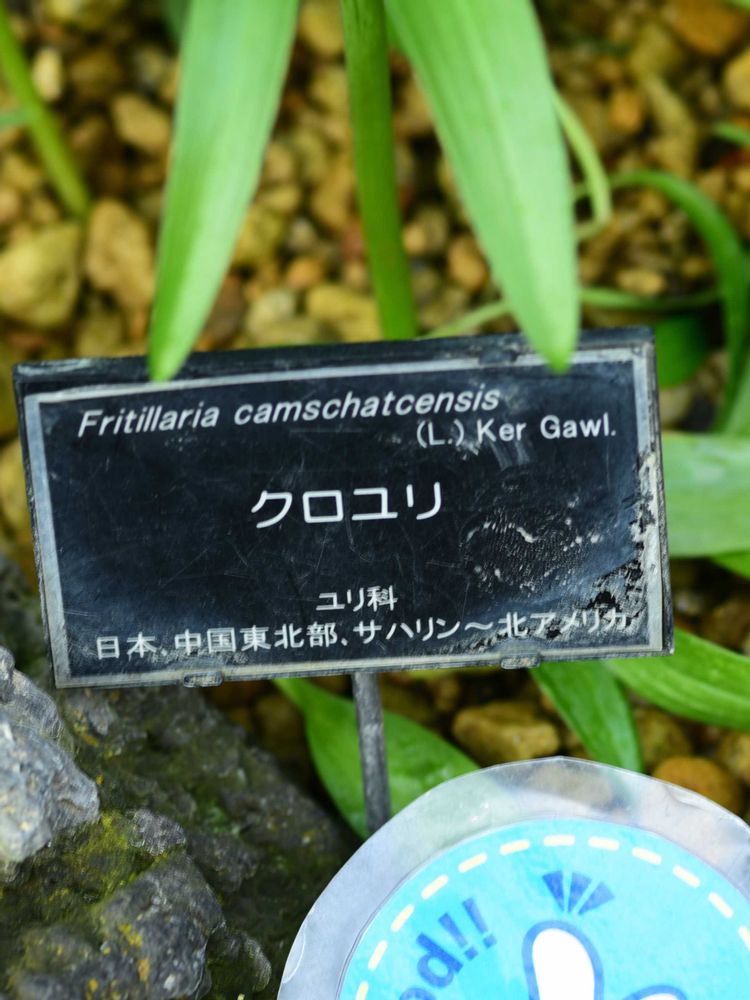 Fritillaria camschatcensis
(L.) Ker Gawl.
クロユリ
ユリ科
日本、中国東北部、サハリン～北アメリカ